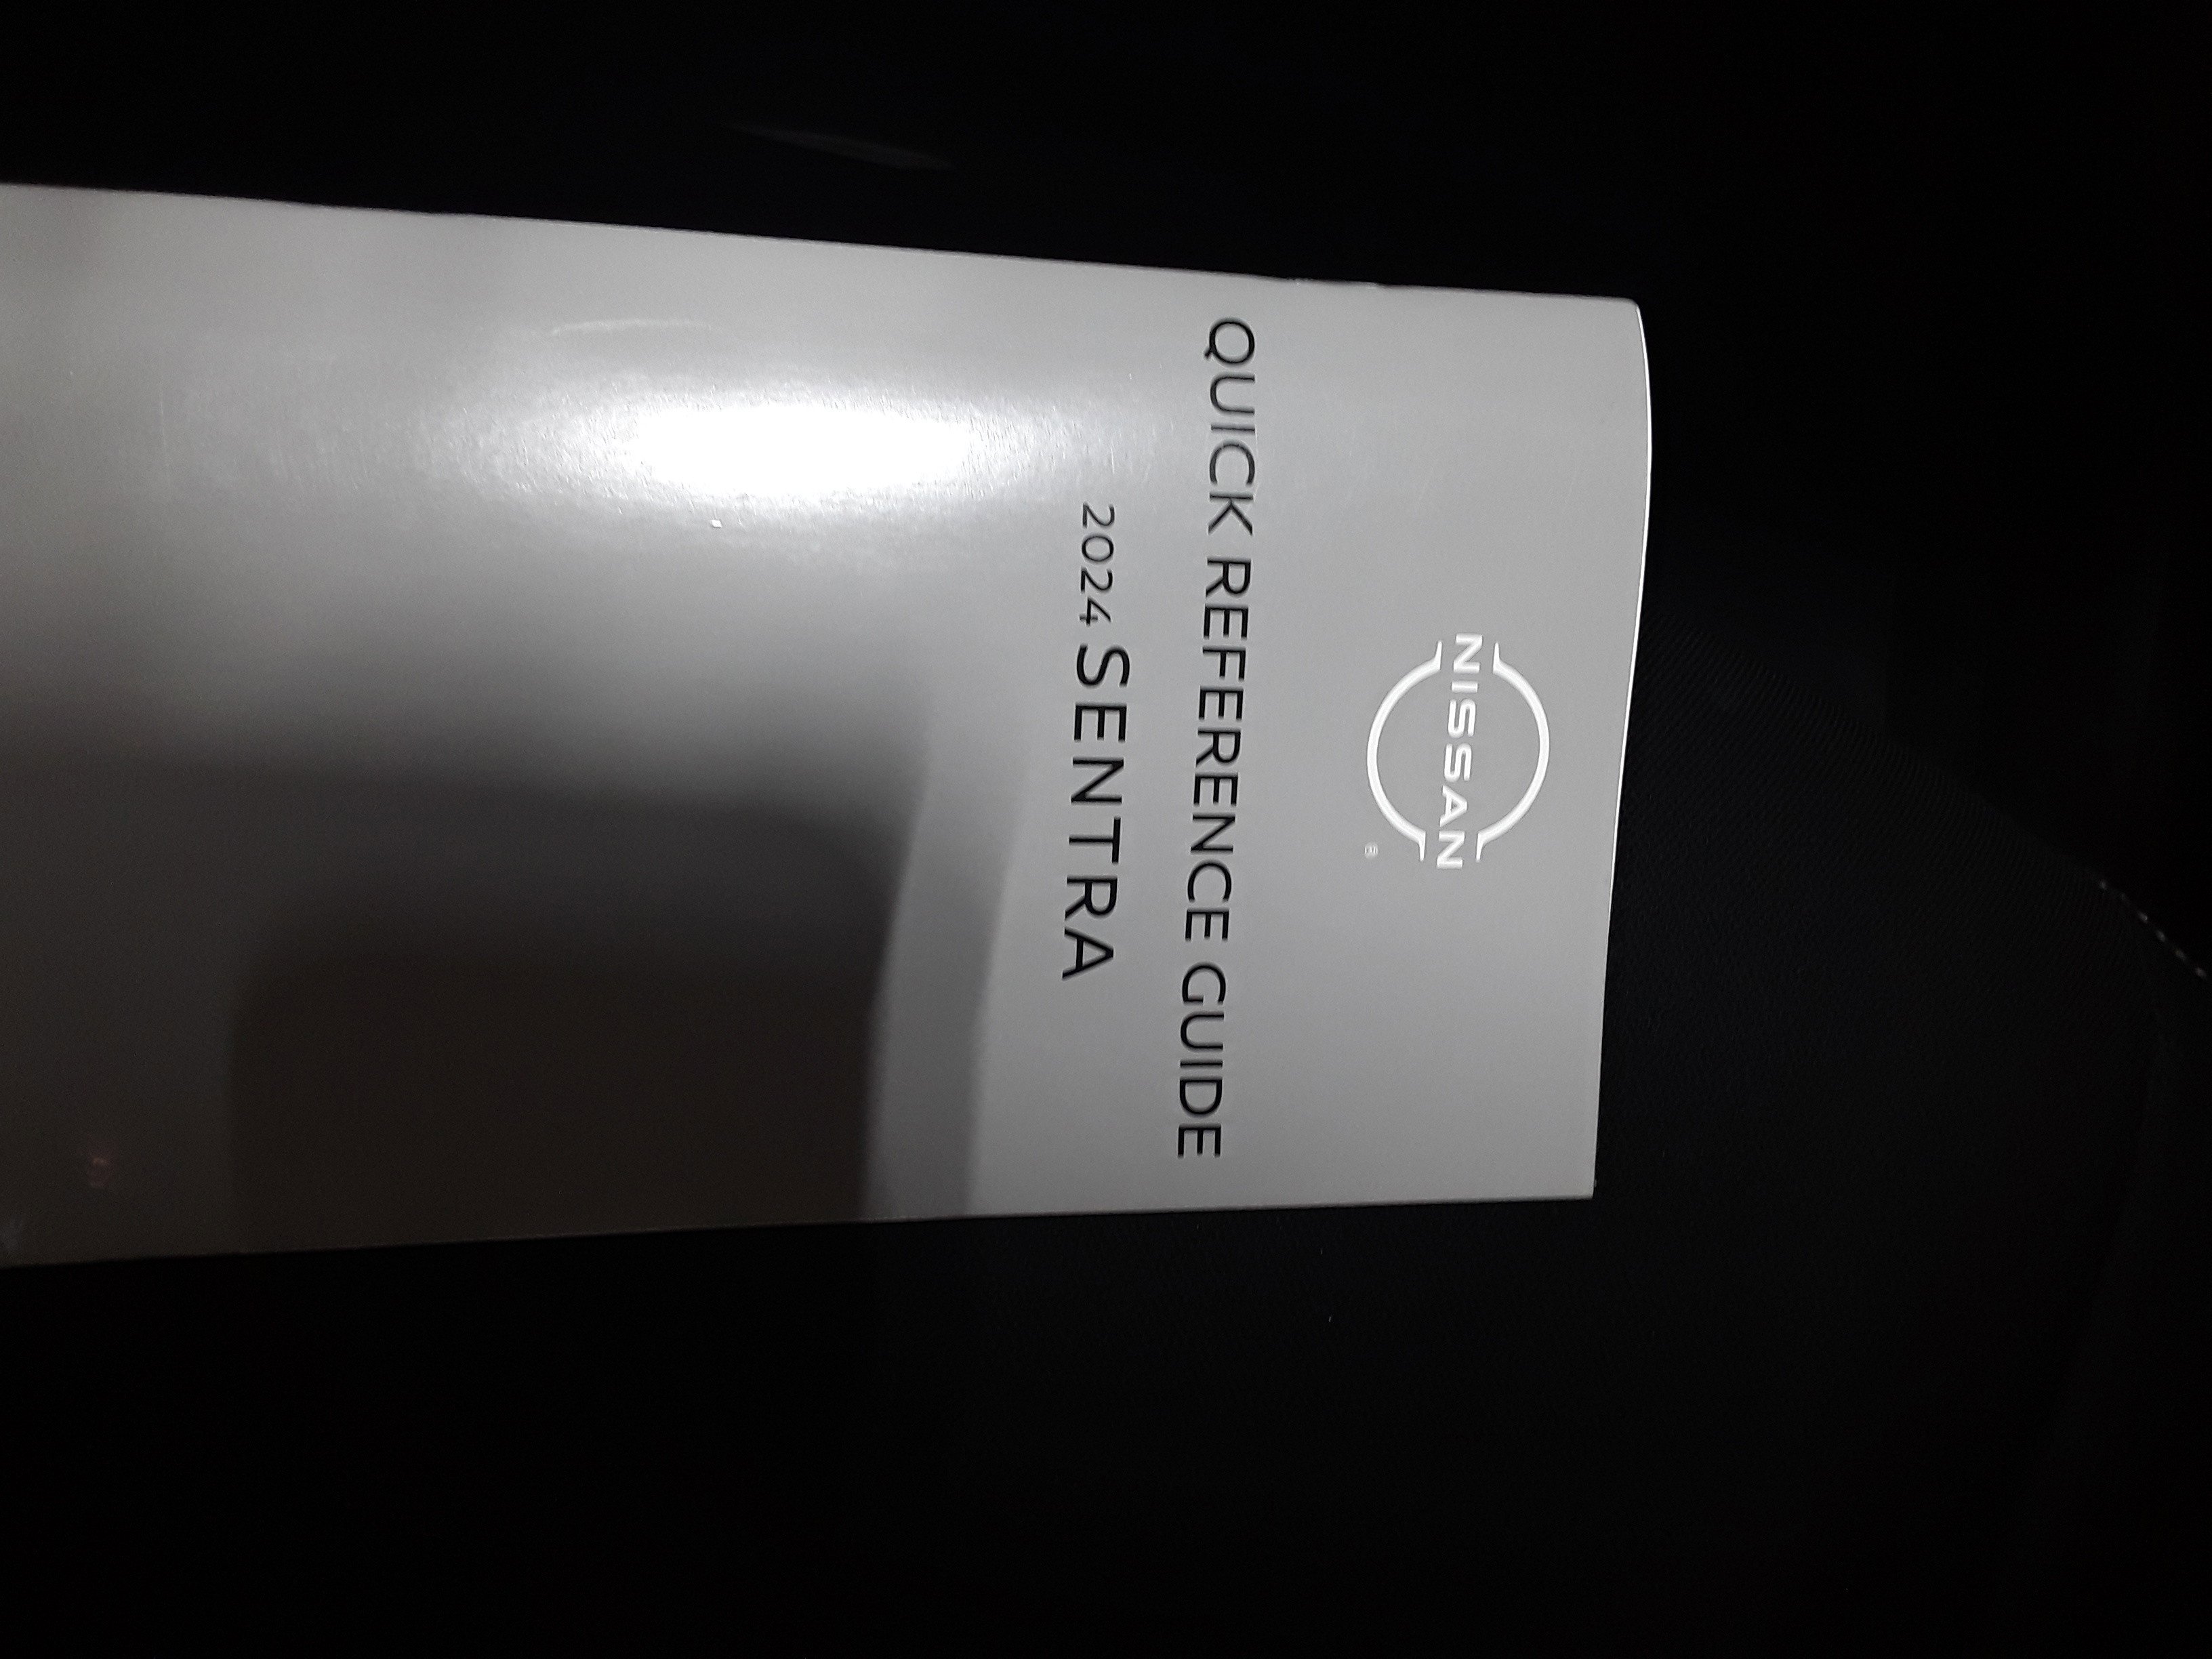 NISSAN
®
QUICK REFERENCE GUIDE
2024 SENTRA